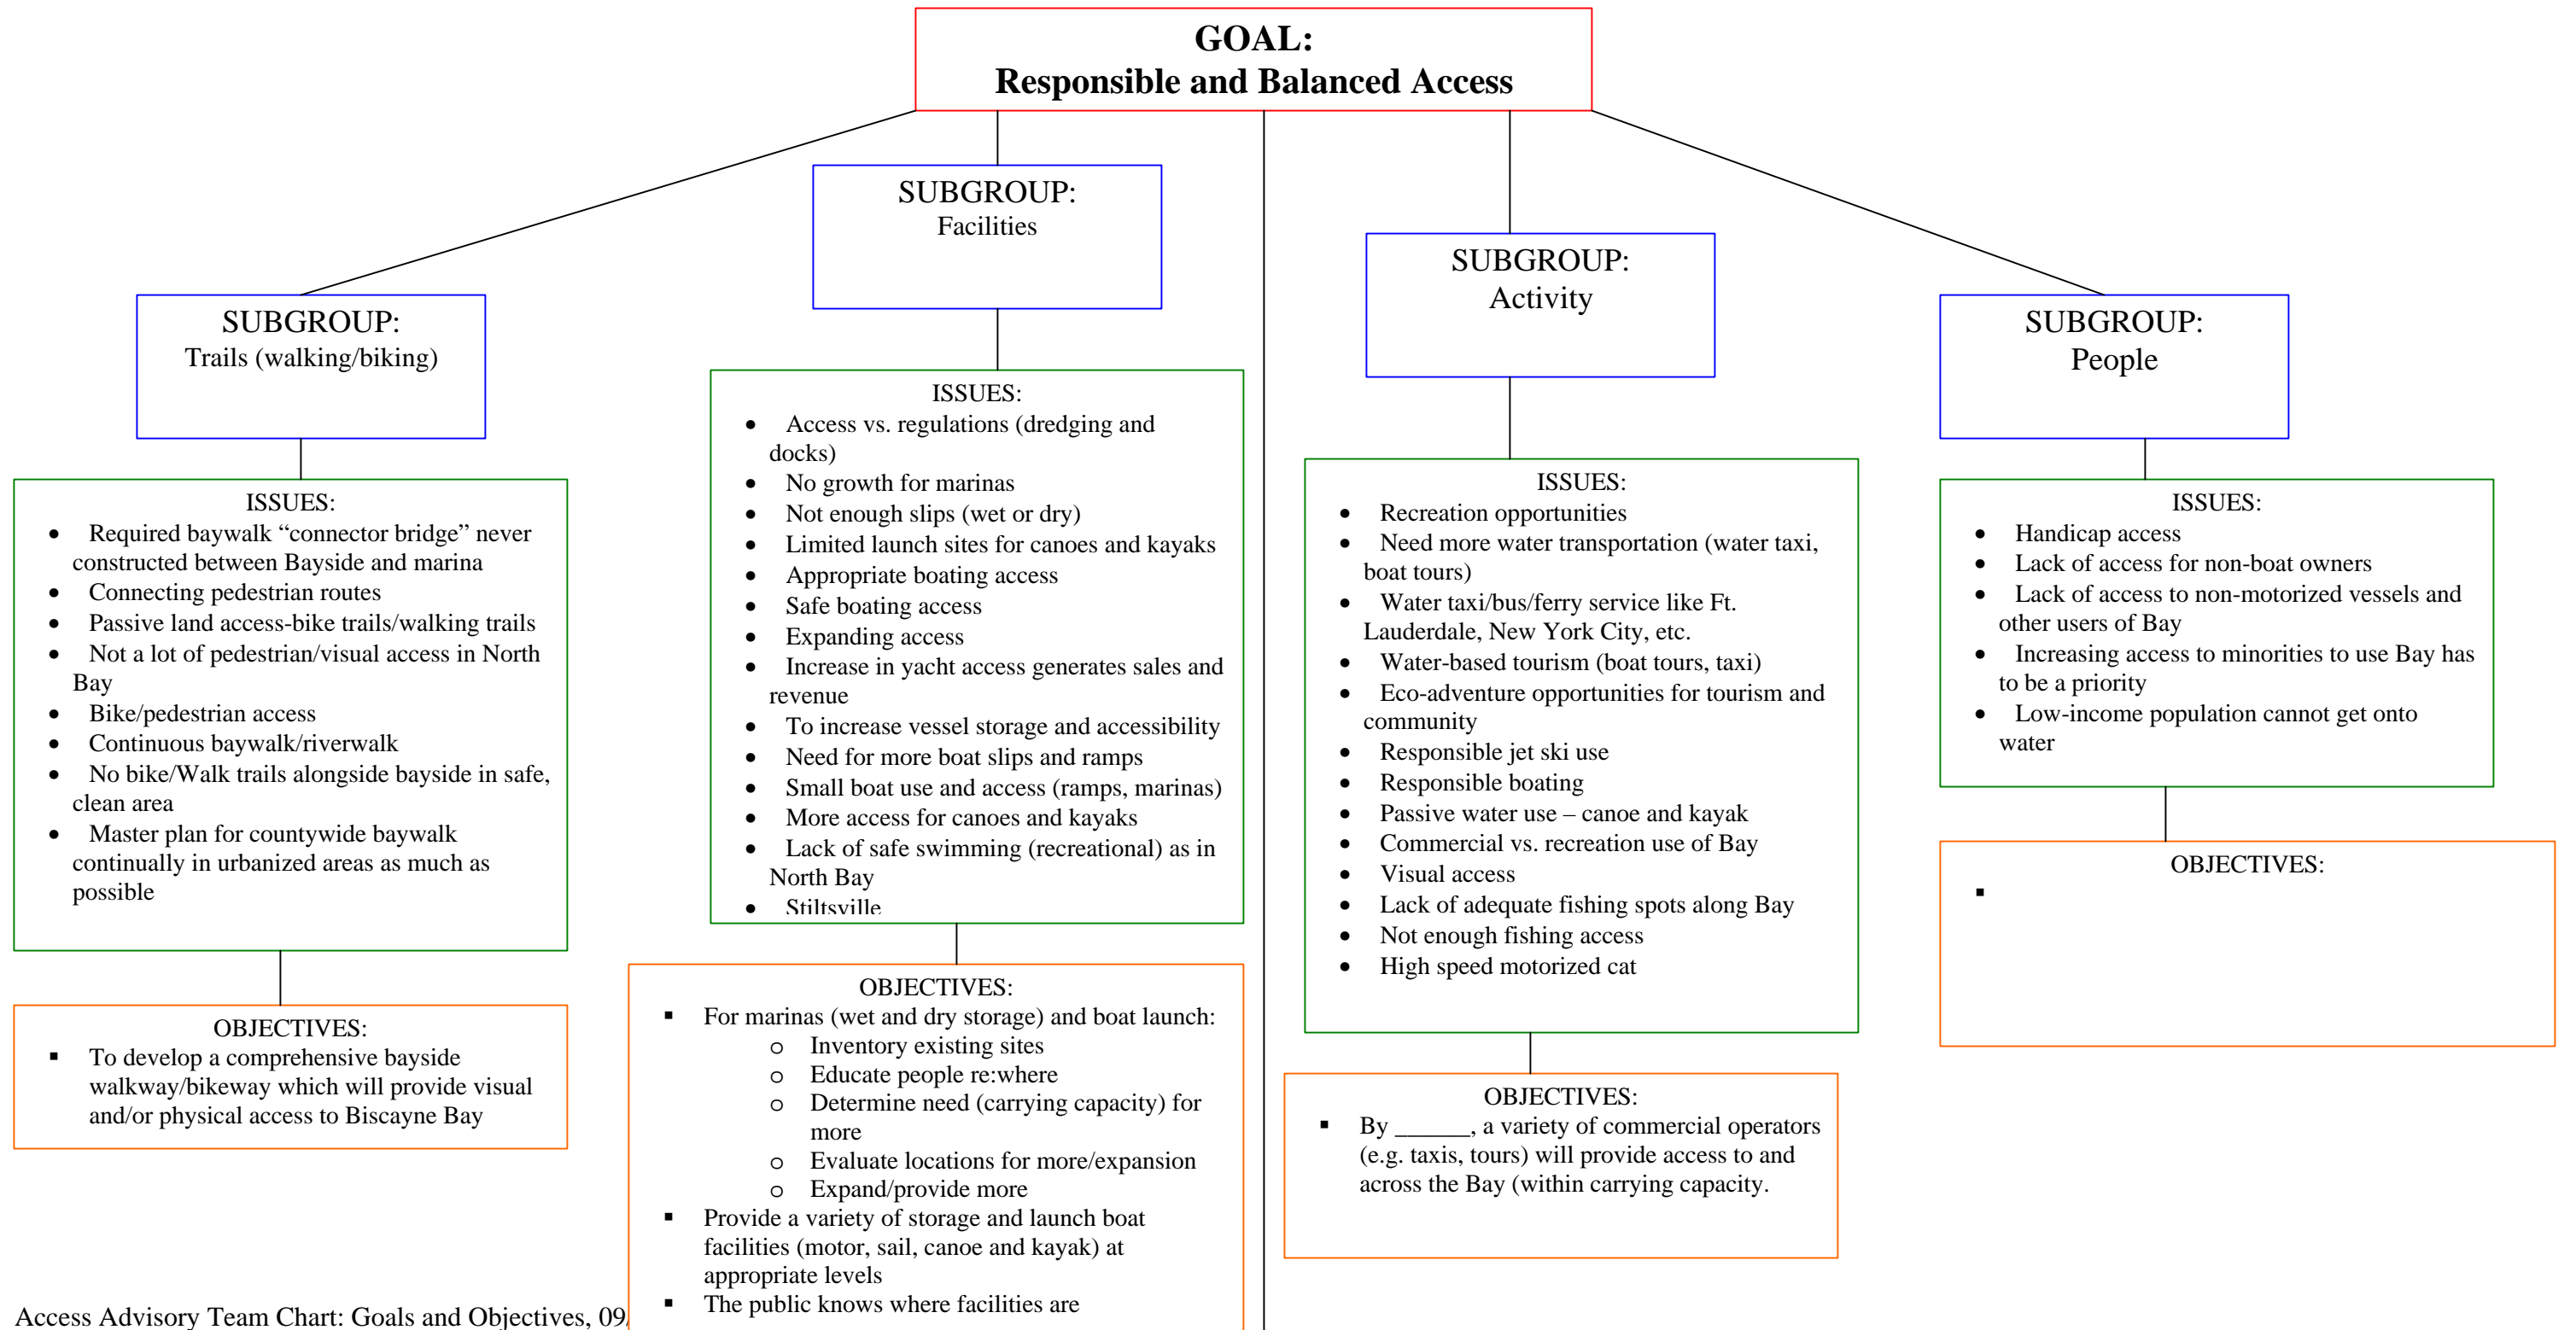 GOAL:
Responsible and Balanced Access
SUBGROUP:
Trails (walking/biking)
ISSUES:
• Required baywalk “connector bridge” never
constructed between Bayside and marina
• Connecting pedestrian routes
• Passive land access-bike trails/walking trails
• Not a lot of pedestrian/visual access in North
Bay
• Bike/pedestrian access
• Continuous baywalk/riverwalk
• No bike/Walk trails alongside bayside in safe,
clean area
• Master plan for countywide baywalk
continually in urbanized areas as much as
possible
OBJECTIVES:
▪ To develop a comprehensive bayside
walkway/bikeway which will provide visual
and/or physical access to Biscayne Bay
SUBGROUP:
Facilities
ISSUES:
• Access vs. regulations (dredging and
docks)
• No growth for marinas
• Not enough slips (wet or dry)
• Limited launch sites for canoes and kayaks
• Appropriate boating access
• Safe boating access
• Expanding access
• Increase in yacht access generates sales and
revenue
• To increase vessel storage and accessibility
• Need for more boat slips and ramps
• Small boat use and access (ramps, marinas)
• More access for canoes and kayaks
• Lack of safe swimming (recreational) as in
North Bay
• Stiltsville
OBJECTIVES:
▪ For marinas (wet and dry storage) and boat launch:
o Inventory existing sites
o Educate people re:where
o Determine need (carrying capacity) for
more
o Evaluate locations for more/expansion
o Expand/provide more
▪ Provide a variety of storage and launch boat
facilities (motor, sail, canoe and kayak) at
appropriate levels
▪ The public knows where facilities are
SUBGROUP:
Activity
ISSUES:
• Recreation opportunities
• Need more water transportation (water taxi,
boat tours)
• Water taxi/bus/ferry service like Ft.
Lauderdale, New York City, etc.
• Water-based tourism (boat tours, taxi)
• Eco-adventure opportunities for tourism and
community
• Responsible jet ski use
• Responsible boating
• Passive water use – canoe and kayak
• Commercial vs. recreation use of Bay
• Visual access
• Lack of adequate fishing spots along Bay
• Not enough fishing access
• High speed motorized cat
OBJECTIVES:
▪ By ______, a variety of commercial operators
(e.g. taxis, tours) will provide access to and
across the Bay (within carrying capacity.
SUBGROUP:
People
ISSUES:
• Handicap access
• Lack of access for non-boat owners
• Lack of access to non-motorized vessels and
other users of Bay
• Increasing access to minorities to use Bay has
to be a priority
• Low-income population cannot get onto
water
OBJECTIVES:
▪
Access Advisory Team Chart: Goals and Objectives, 09